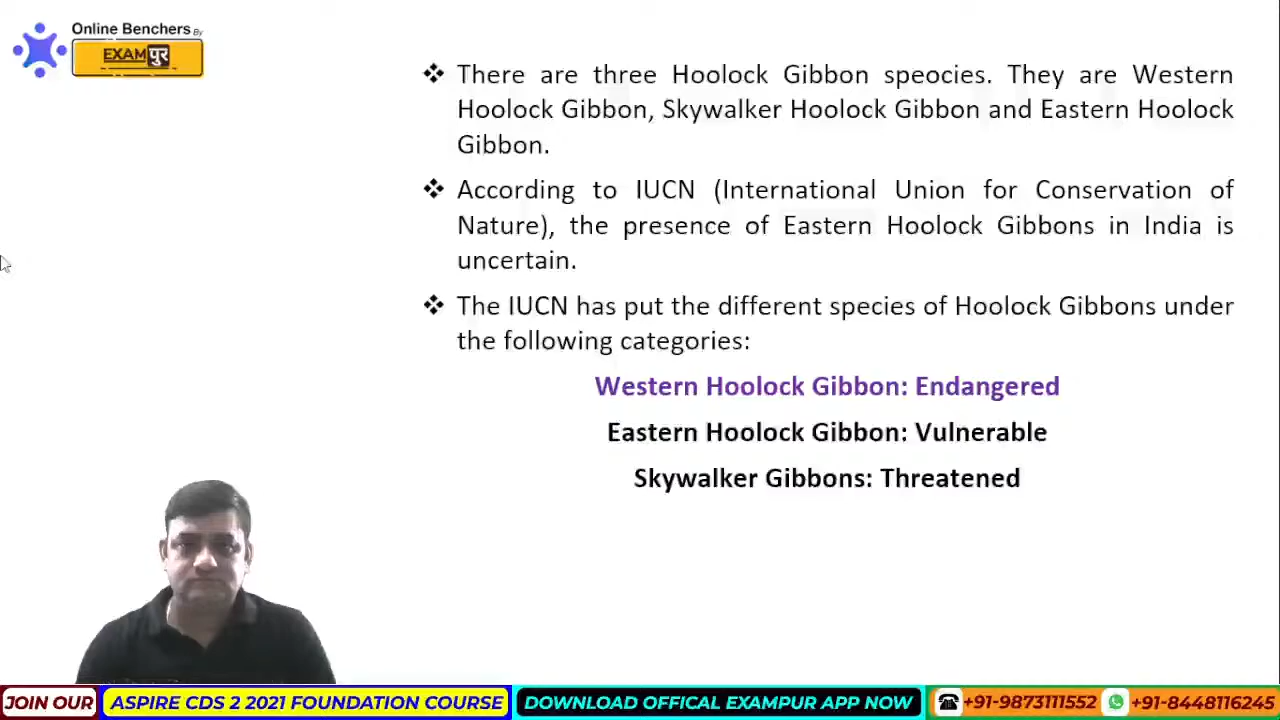 Online Benchers By
EXAMपुर
❖ There are three Hoolock Gibbon speocies. They are Western
Hoolock Gibbon, Skywalker Hoolock Gibbon and Eastern Hoolock
Gibbon.
❖ According to IUCN (International Union for Conservation of
Nature), the presence of Eastern Hoolock Gibbons in India is
uncertain.
❖ The IUCN has put the different species of Hoolock Gibbons under
the following categories:
Western Hoolock Gibbon: Endangered
Eastern Hoolock Gibbon: Vulnerable
Skywalker Gibbons: Threatened
JOIN OUR ASPIRE CDS 2 2021 FOUNDATION COURSE DOWNLOAD OFFICAL EXAMPUR APP NOW +91-9873111552 +91-8448116245